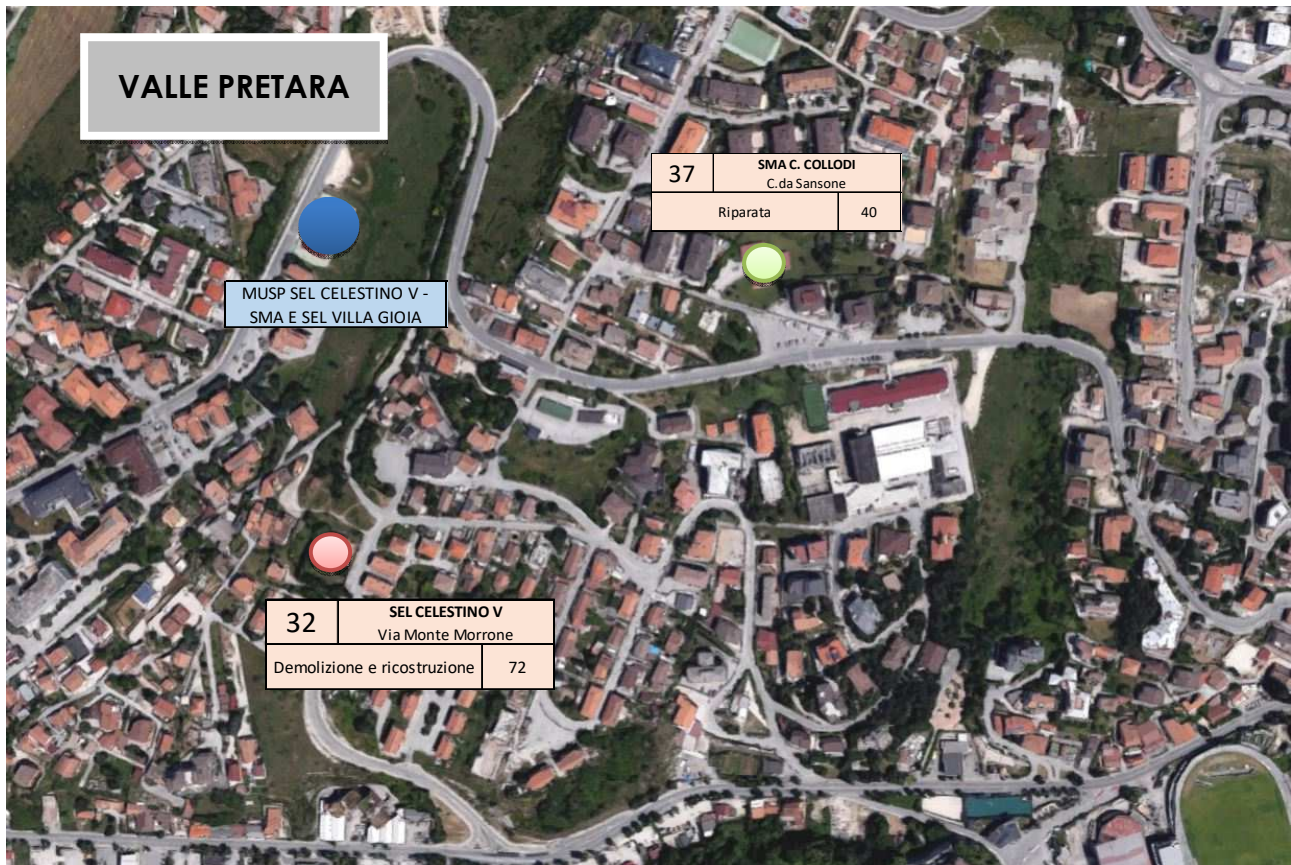 VALLE PRETARA
37
SMA C. COLLODI
C.da Sansone
Riparata
40
MUSP SEL CELESTINO V -
SMA E SEL VILLA GIOIA
32
SEL CELESTINO V
Via Monte Morrone
Demolizione e ricostruzione
72